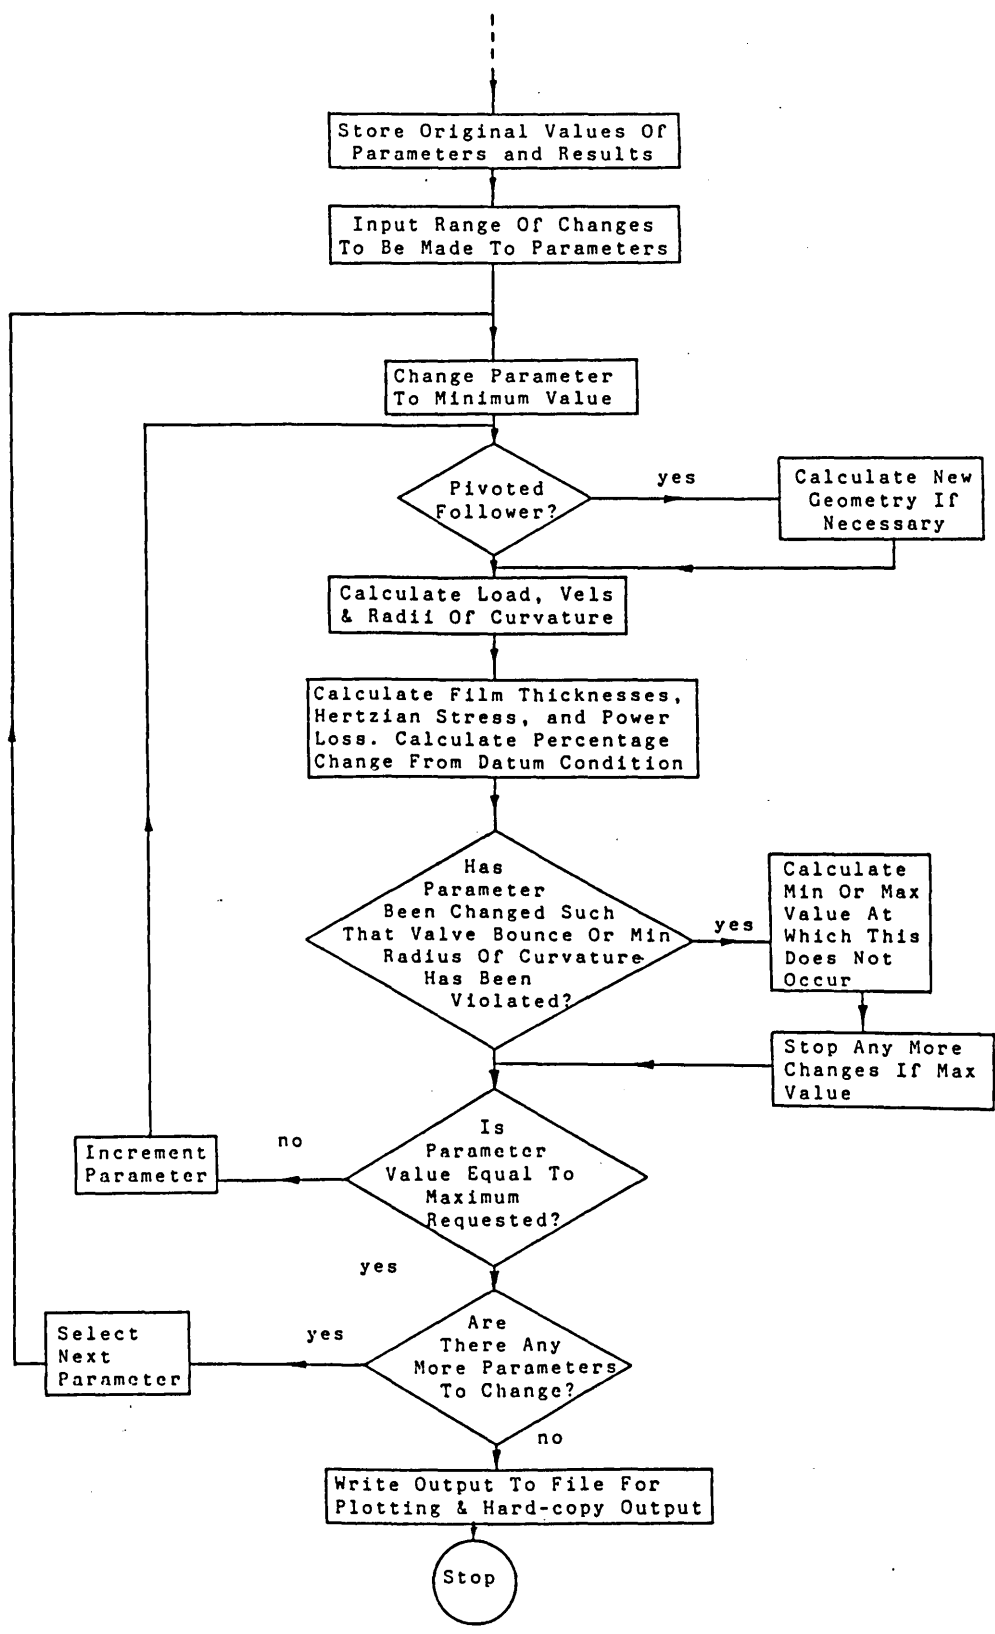 Store Original Values Of
Parameters and Results
Input Range Of Changes
To Be Made To Parameters
Change Parameter
To Minimum Value
Pivoted
Follower?
yes
Calculate New
Geometry If
Necessary
Calculate Load, Vels
& Radii Of Curvature
Calculate Film Thicknesses,
Hertzian Stress, and Power
Loss. Calculate Percentage
Change From Datum Condition
Has
Parameter
Been Changed Such
That Valve Bounce Or Min
Radius Of Curvature
Has Been
Violated?
yes
Calculate
Min Or Max
Value At
Which This
Does Not
Occur
Stop Any More
Changes If Max
Value
Is
Parameter
Value Equal To
Maximum
Requested?
no
Increment
Parameter
yes
Are
There Any
More Parameters
To Change?
yes
Select
Next
Parameter
no
Write Output To File For
Plotting & Hard-copy Output
Stop